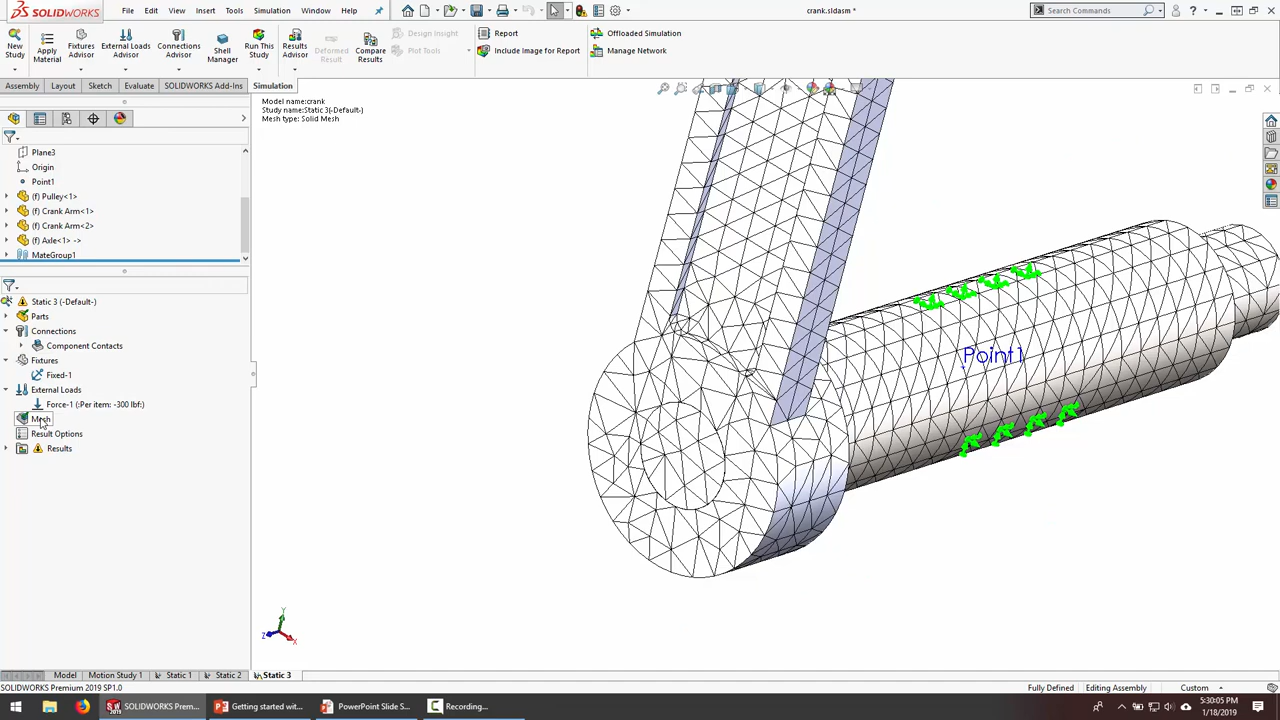 SOLIDWORKS
File
Edit
View
Insert
Tools
Simulation
Window
Help
crank.sldasm *
Search Commands
New Study
Apply Material
Fixtures Advisor
External Loads Advisor
Connections Advisor
Shell Manager
Run This Study
Results Advisor
Deformed Result
Compare Results
Design Insight
Plot Tools
Report
Include Image for Report
Offloaded Simulation
Manage Network
Assembly
Layout
Sketch
Evaluate
SOLIDWORKS Add-Ins
Simulation
Model name:crank
Study name:Static 3(-Default-)
Mesh type: Solid Mesh
Plane3
Origin
Point1
(f) Pulley<1>
(f) Crank Arm<1>
(f) Crank Arm<2>
(f) Axle<1> ->
MateGroup1
Static 3 (-Default-)
Parts
Connections
Component Contacts
Fixtures
Fixed-1
External Loads
Force-1 (:Per item: -300 lbf:)
Mesh
Result Options
Results
Point1
Y
Z
X
Model
Motion Study 1
Static 1
Static 2
Static 3
SOLIDWORKS Premium 2019 SP1.0
Fully Defined
Editing Assembly
Custom
SOLIDWORKS Prem...
Getting started wit...
PowerPoint Slide S...
Recording...
5:30:05 PM
1/18/2019